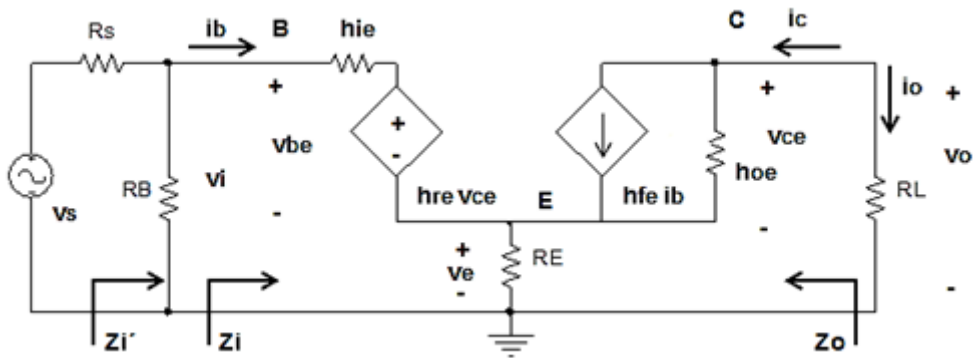 Rs
ib
B
hie
C
ic
io
+
-
+
vbe
-
vi
RB
vs
hre vce
E
hfe ib
hoe
+
vce
-
RL
+
vo
-
+
ve
-
RE
Zi´
Zi
Zo